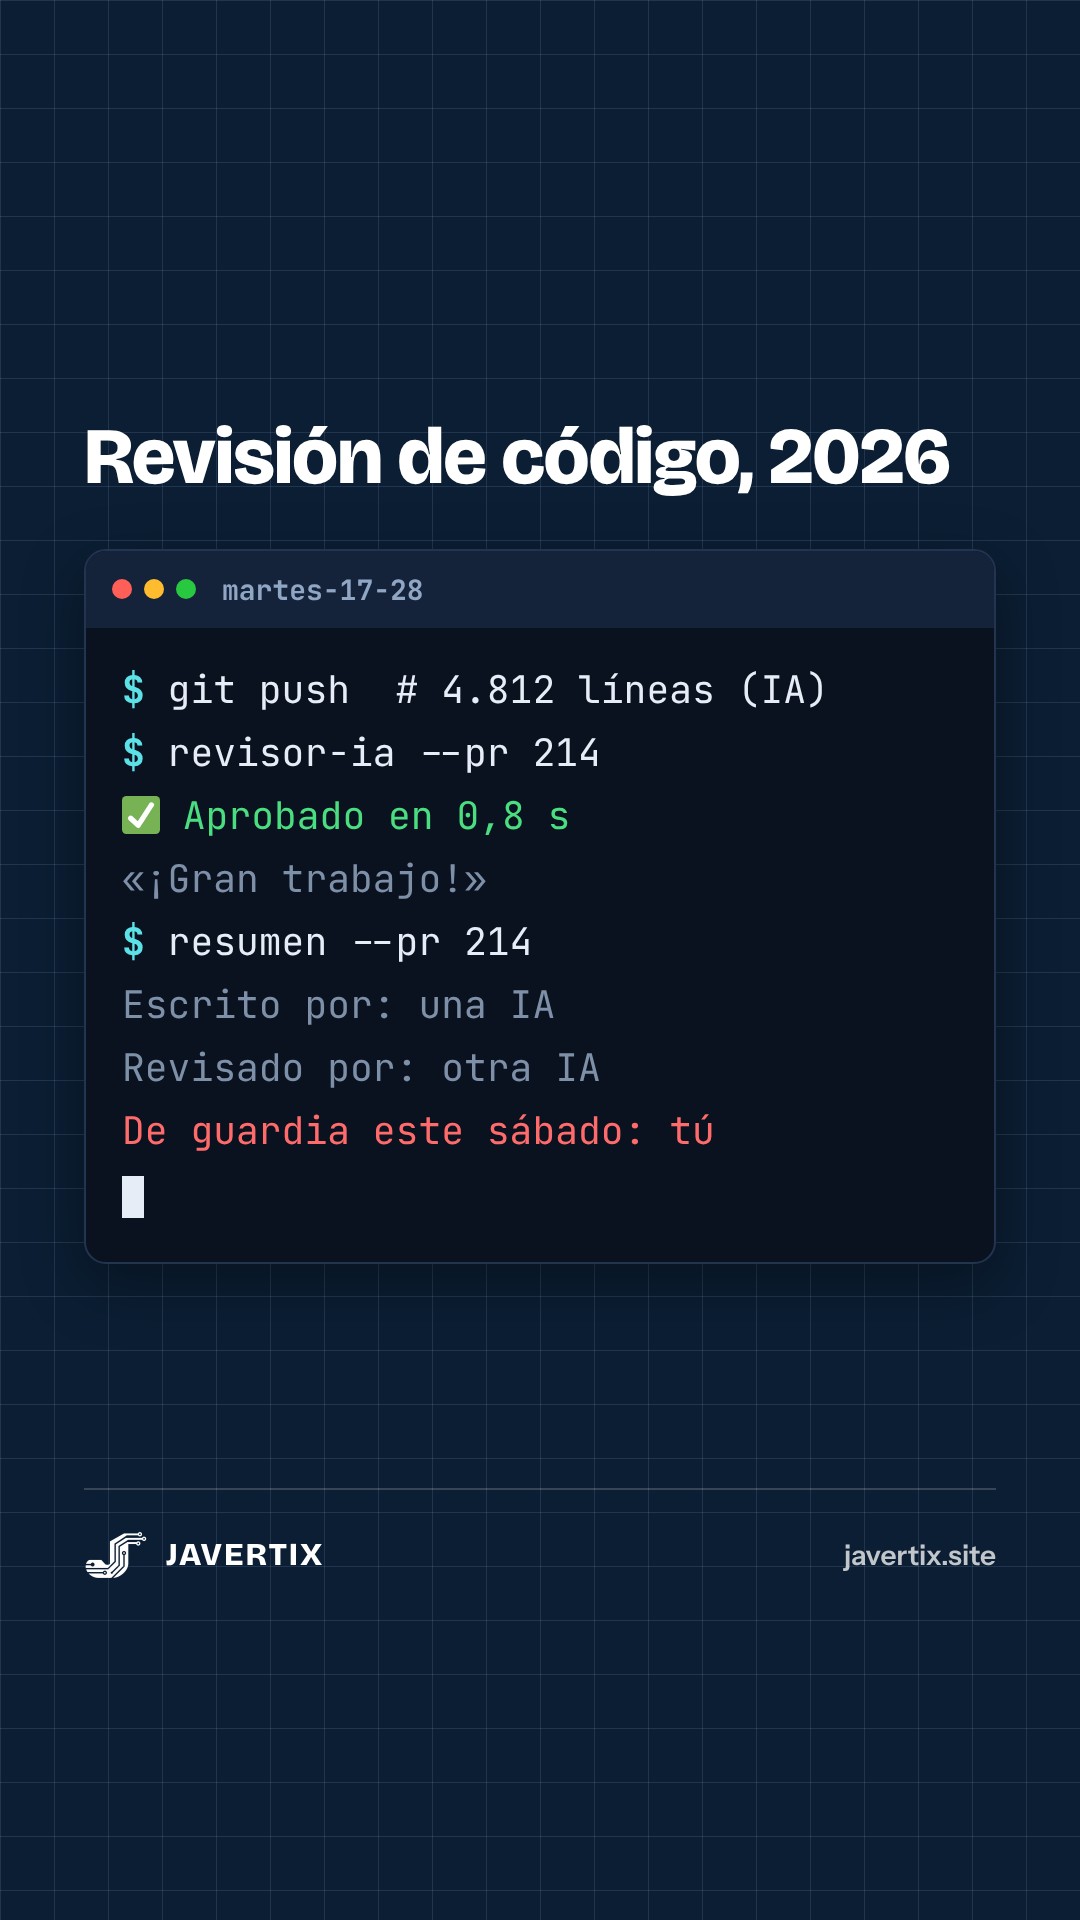 Revisión de código, 2026
martes-17-28
$ git push  # 4.812 líneas (IA)
$ revisor-ia --pr 214
✅ Aprobado en 0,8 s
«¡Gran trabajo!»
$ resumen --pr 214
Escrito por: una IA
Revisado por: otra IA
De guardia este sábado: tú
JAVERTIX
javertix.site